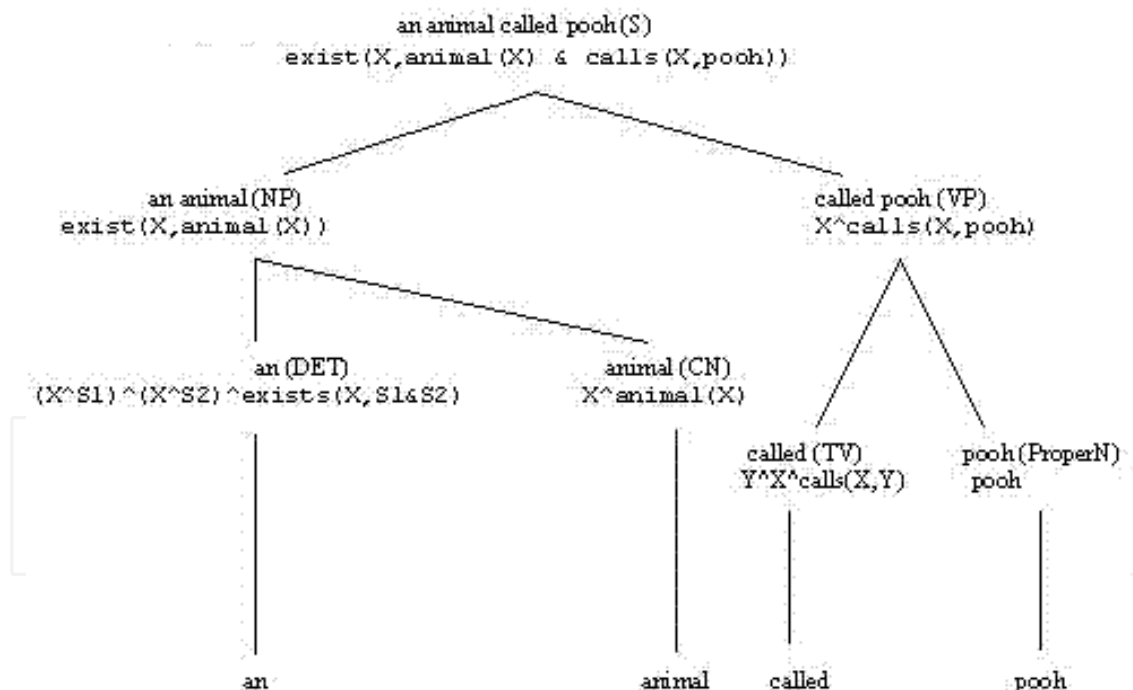 an animal called pooh (S)
exist(X,animal(X) & calls(X,pooh))
an animal (NP)
exist(X,animal(X))
called pooh (VP)
X^calls(X,pooh)
an (DET)
(X^S1)^(X^S2)^exists(X,S1&S2)
animal (CN)
X^animal(X)
called (TV)
Y^X^calls(X,Y)
pooh (ProperN)
pooh
an
animal
called
pooh